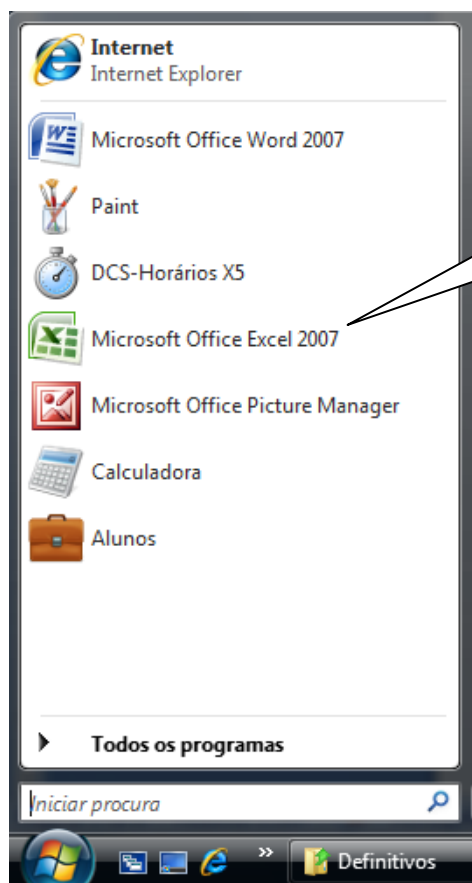 Internet
Internet Explorer
Microsoft Office Word 2007
Paint
DCS-Horários X5
Microsoft Office Excel 2007
Microsoft Office Picture Manager
Calculadora
Alunos
Todos os programas
Iniciar procura
Definitivos